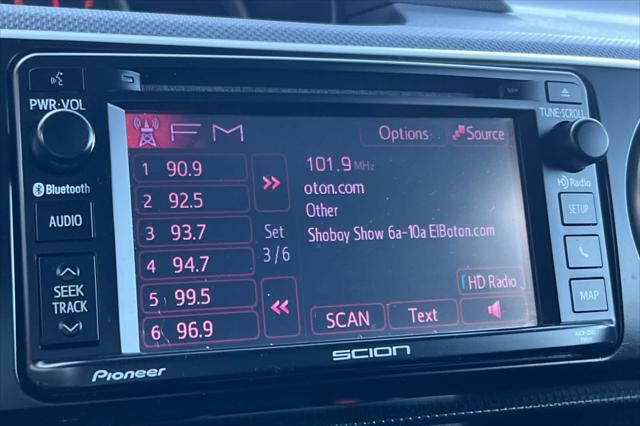 PWR·VOL
Bluetooth
AUDIO
SEEK
TRACK
FM
Options
Source
1 90.9
2 92.5
3 93.7
4 94.7
5 99.5
6 96.9
Set
3/6
101.9 MHz
oton.com
Other
Shoboy Show 6a-10a ElBoton.com
HD Radio
SCAN
Text
TUNE·SCROLL
HD Radio
SETUP
MAP
Pioneer
SCION